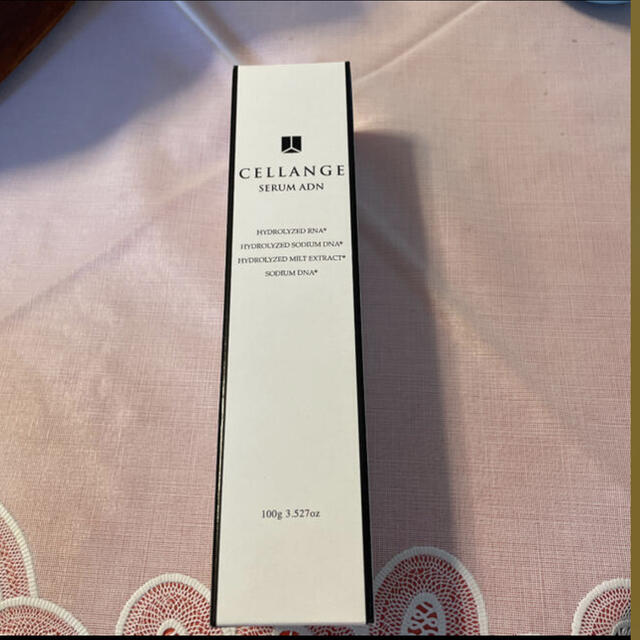 CELLANGE
SERUM ADN
HYDROLYZED RNA*
HYDROLYZED SODIUM DNA*
HYDROLYZED MILT EXTRACT*
SODIUM DNA*
100g 3.527oz